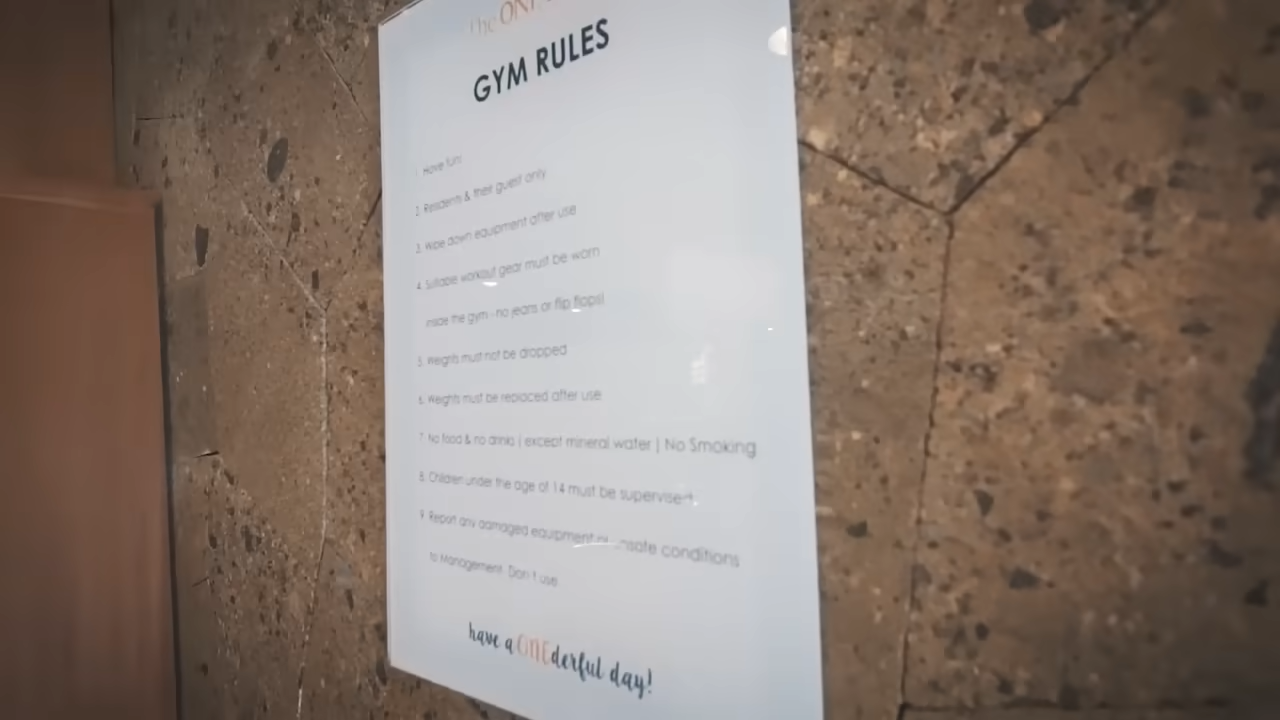 The ONE
GYM RULES
1. Have fun!
2. Residents & their guest only
3. Wipe down equipment after use
4. Suitable workout gear must be worn
inside the gym - no jeans or flip flops!
5. Weights must not be dropped
6. Weights must be replaced after use
7. No food & no drinks | except mineral water | No Smoking
8. Children under the age of 14 must be supervised
9. Report any damaged equipment or unsafe conditions
to Management. Don't use
have a ONEderful day!